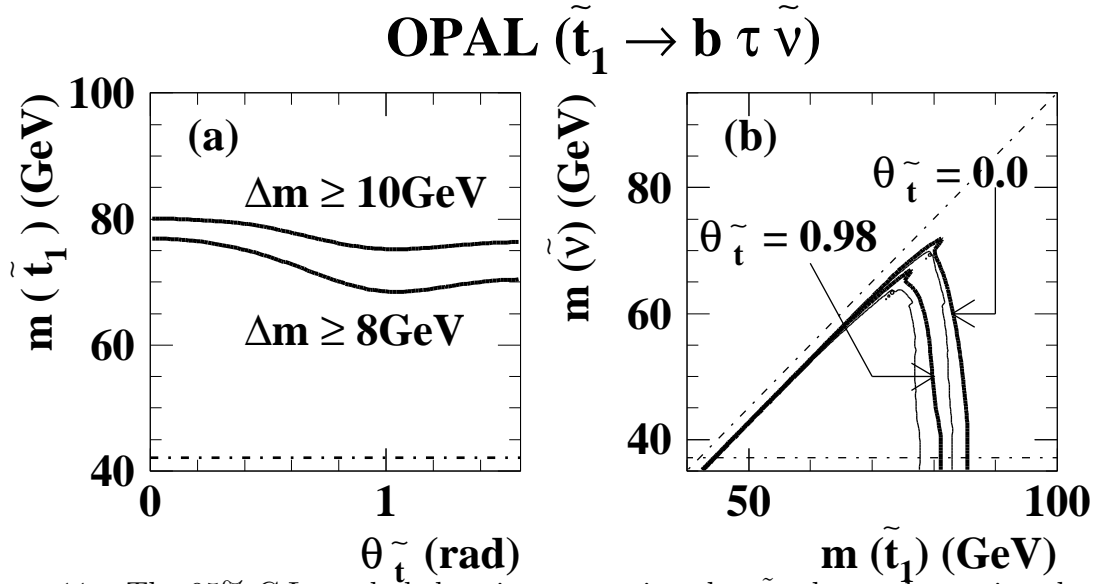 OPAL (t̃₁ → b τ ν̃)
(a)
Δm ≥ 10GeV
Δm ≥ 8GeV
m ( t̃₁ ) (GeV)
100
80
60
40
0 1
θ t̃ (rad)
(b)
θ t̃ = 0.0
θ t̃ = 0.98
m (ν̃) (GeV)
80
60
40
50 100
m (t̃₁) (GeV)